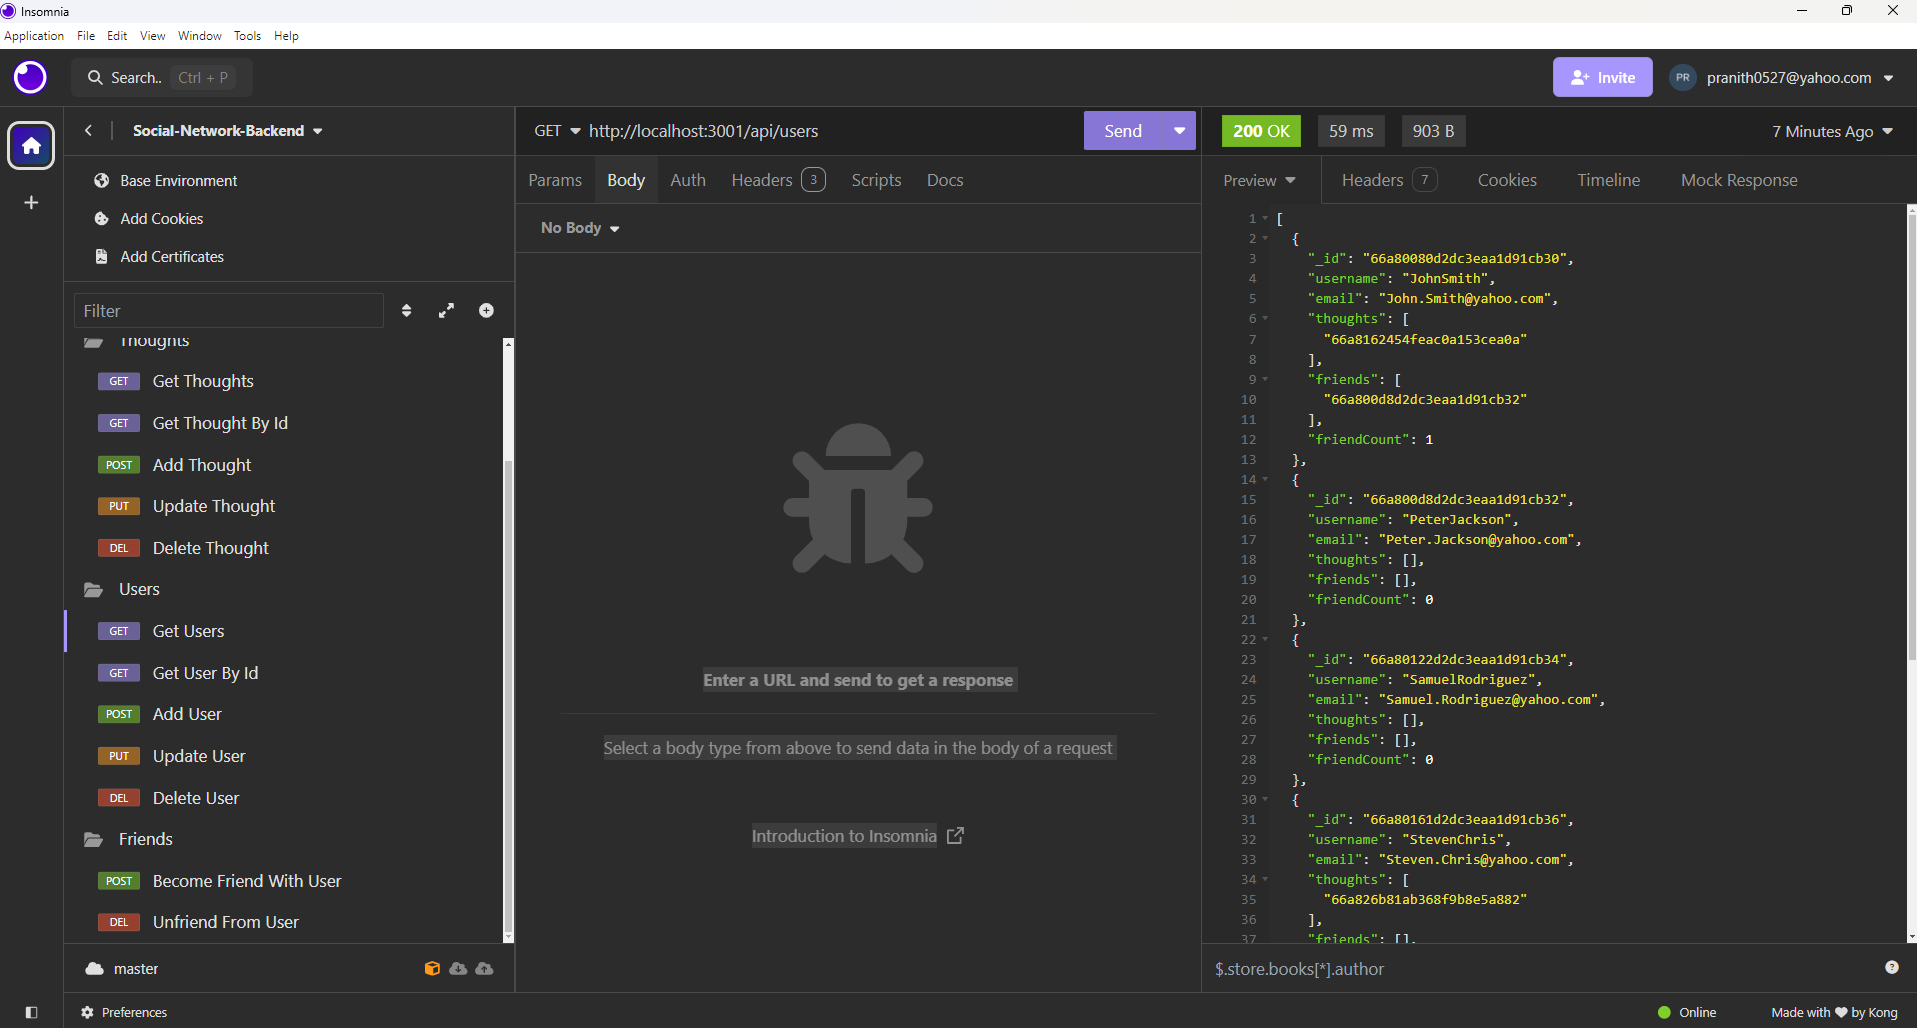 Insomnia
Application File Edit View Window Tools Help
Search.. Ctrl + P
Invite
PR pranith0527@yahoo.com
Social-Network-Backend
Base Environment
Add Cookies
Add Certificates
Filter
Thoughts
GET Get Thoughts
GET Get Thought By Id
POST Add Thought
PUT Update Thought
DEL Delete Thought
Users
GET Get Users
GET Get User By Id
POST Add User
PUT Update User
DEL Delete User
Friends
POST Become Friend With User
DEL Unfriend From User
master
Preferences
GET http://localhost:3001/api/users Send
Params Body Auth Headers 3 Scripts Docs
No Body
Enter a URL and send to get a response
Select a body type from above to send data in the body of a request
Introduction to Insomnia
200 OK 59 ms 903 B 7 Minutes Ago
Preview Headers 7 Cookies Timeline Mock Response
1 [
2 {
3 "_id": "66a80080d2dc3eaa1d91cb30",
4 "username": "JohnSmith",
5 "email": "John.Smith@yahoo.com",
6 "thoughts": [
7 "66a8162454feac0a153cea0a"
8 ],
9 "friends": [
10 "66a800d8d2dc3eaa1d91cb32"
11 ],
12 "friendCount": 1
13 },
14 {
15 "_id": "66a800d8d2dc3eaa1d91cb32",
16 "username": "PeterJackson",
17 "email": "Peter.Jackson@yahoo.com",
18 "thoughts": [],
19 "friends": [],
20 "friendCount": 0
21 },
22 {
23 "_id": "66a80122d2dc3eaa1d91cb34",
24 "username": "SamuelRodriguez",
25 "email": "Samuel.Rodriguez@yahoo.com",
26 "thoughts": [],
27 "friends": [],
28 "friendCount": 0
29 },
30 {
31 "_id": "66a80161d2dc3eaa1d91cb36",
32 "username": "StevenChris",
33 "email": "Steven.Chris@yahoo.com",
34 "thoughts": [
35 "66a826b81ab368f9b8e5a882"
36 ],
37 "friends": [],
$.store.books[*].author
Online
Made with ♥ by Kong